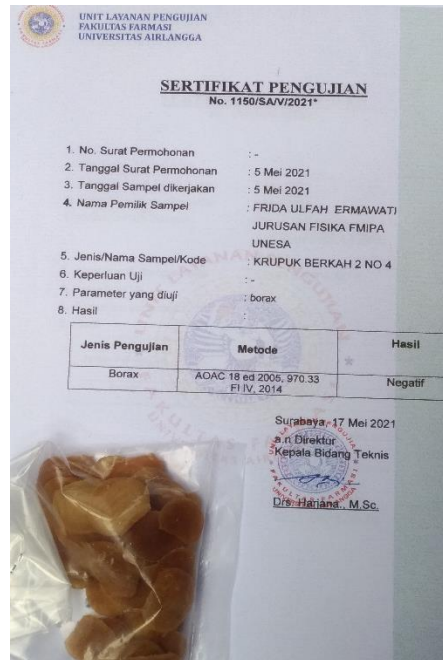 UNIT LAYANAN PENGUJIAN
FAKULTAS FARMASI
UNIVERSITAS AIRLANGGA
SERTIFIKAT PENGUJIAN
No. 1150/SA/V/2021*
1. No. Surat Permohonan : -
2. Tanggal Surat Permohonan : 5 Mei 2021
3. Tanggal Sampel dikerjakan : 5 Mei 2021
4. Nama Pemilik Sampel : FRIDA ULFAH ERMAWATI
JURUSAN FISIKA FMIPA
UNESA
5. Jenis/Nama Sampel/Kode : KRUPUK BERKAH 2 NO 4
6. Keperluan Uji : -
7. Parameter yang diuji : borax
8. Hasil :
Jenis Pengujian Metode Hasil
Borax AOAC 18 ed 2005, 970.33 Negatif
FI IV, 2014
Surabaya, 17 Mei 2021
a.n Direktur
Kepala Bidang Teknis
Drs. Harjana., M.Sc.